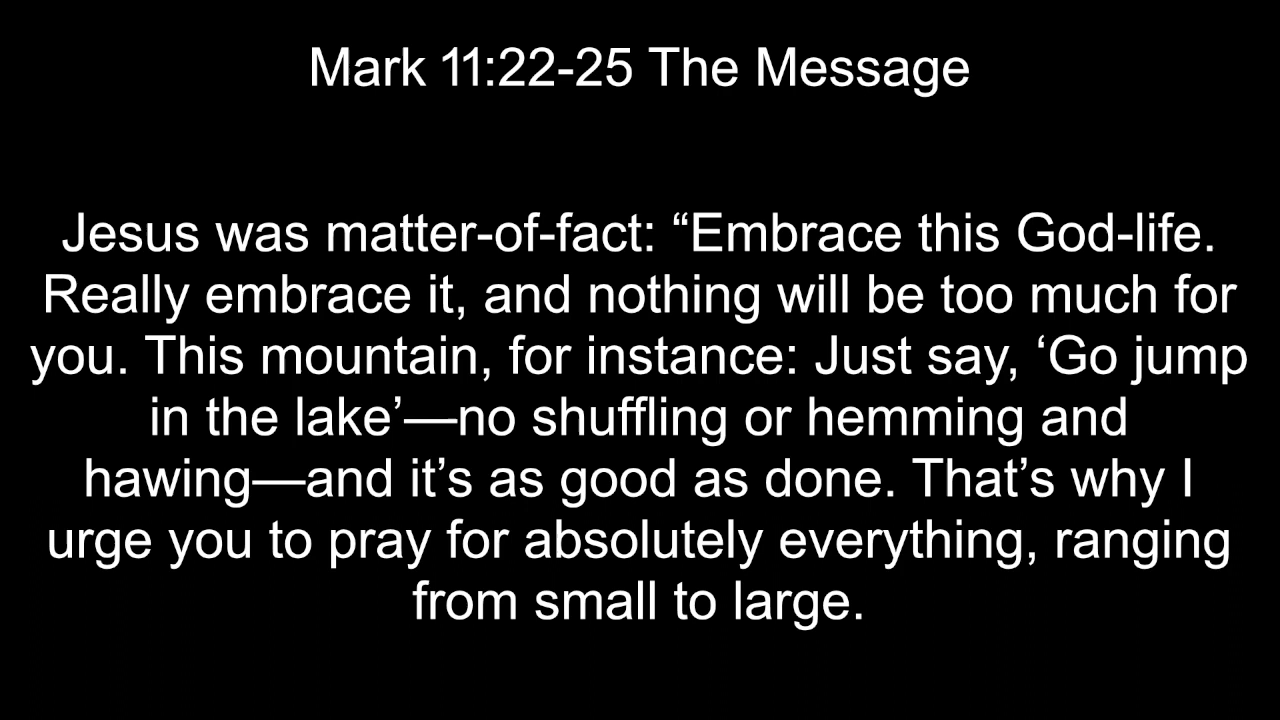 Mark 11:22-25 The Message
Jesus was matter-of-fact: “Embrace this God-life.
Really embrace it, and nothing will be too much for
you. This mountain, for instance: Just say, ‘Go jump
in the lake’—no shuffling or hemming and
hawing—and it’s as good as done. That’s why I
urge you to pray for absolutely everything, ranging
from small to large.